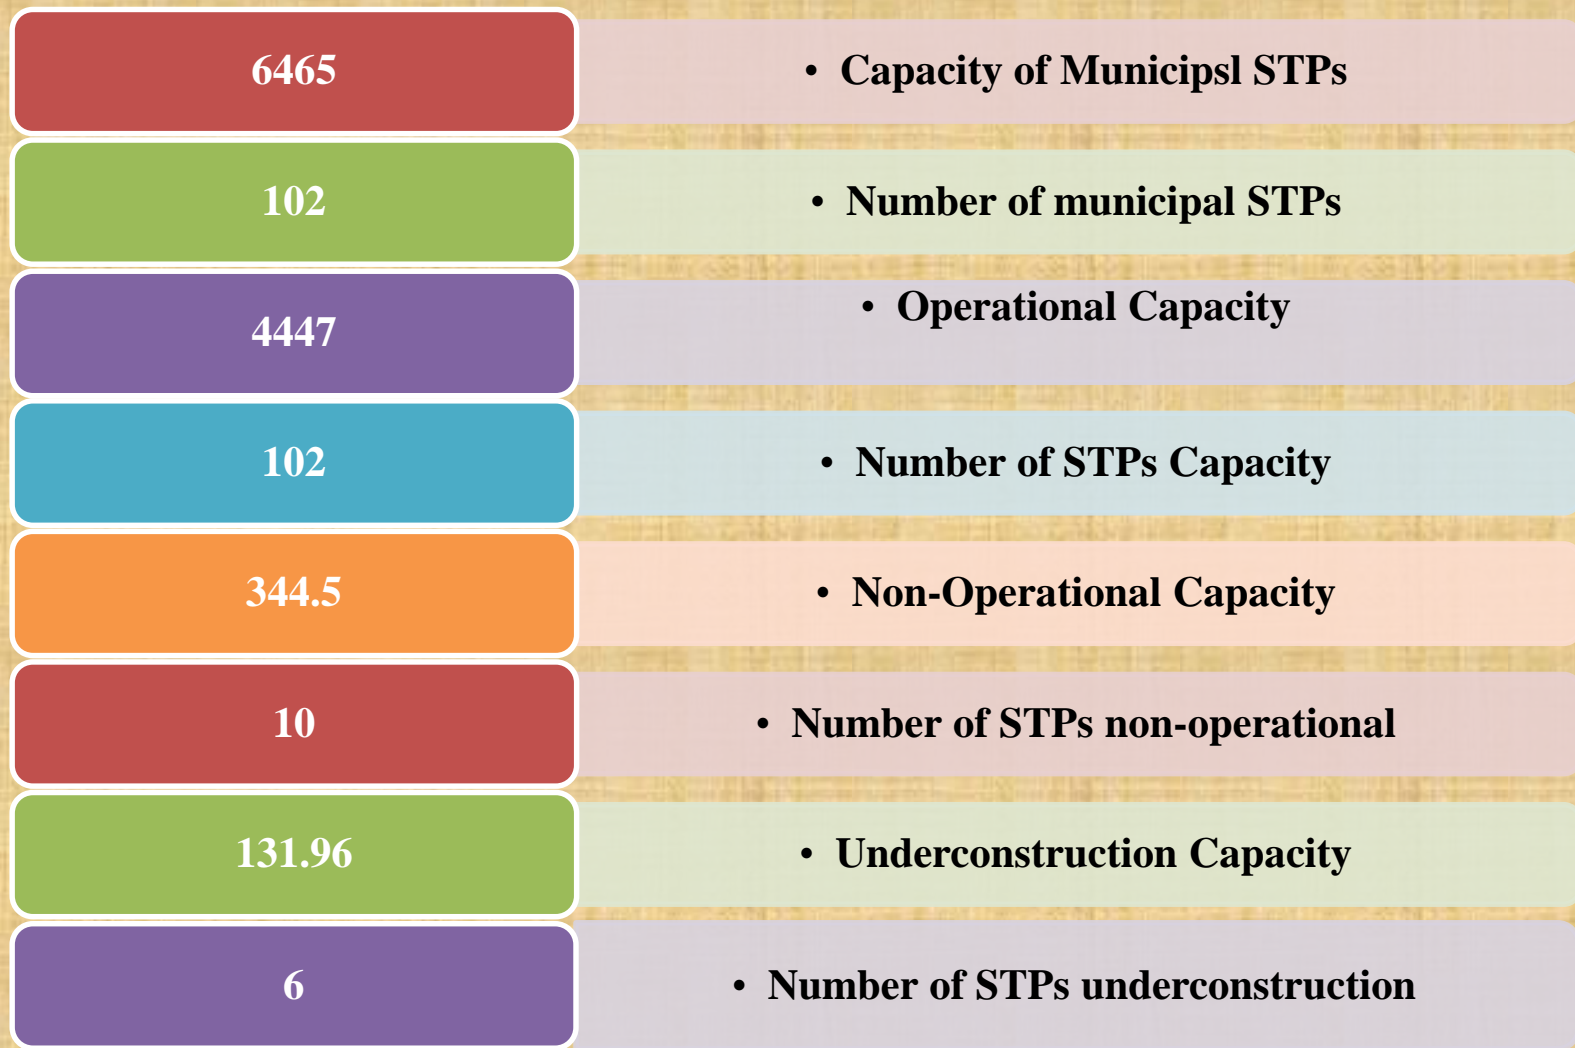 6465
• Capacity of Municipsl STPs
102
• Number of municipal STPs
4447
• Operational Capacity
102
• Number of STPs Capacity
344.5
• Non-Operational Capacity
10
• Number of STPs non-operational
131.96
• Underconstruction Capacity
6
• Number of STPs underconstruction